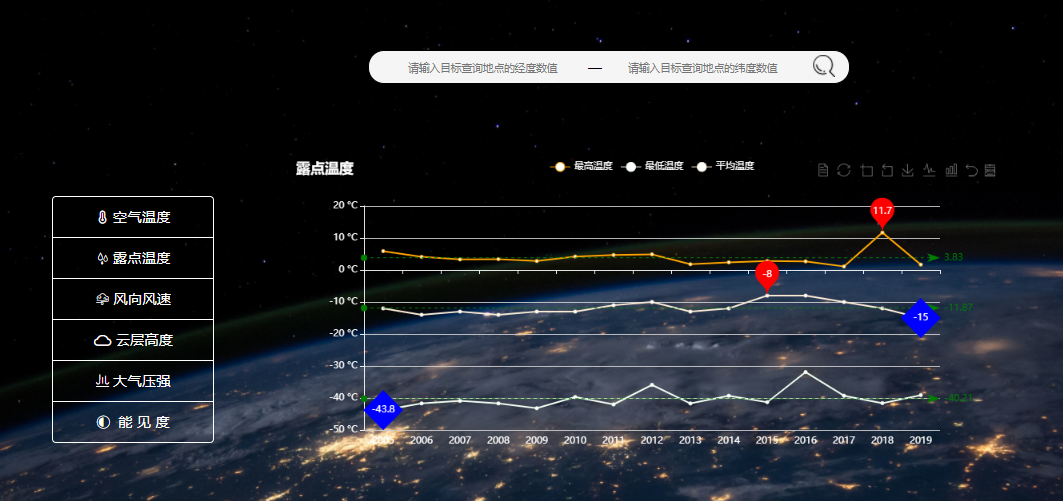 请输入目标查询地点的经度数值 — 请输入目标查询地点的纬度数值
露点温度
最高温度 最低温度 平均温度
空气温度
露点温度
风向风速
云层高度
大气压强
能 见 度
20 °C
10 °C
0 °C
-10 °C
-20 °C
-30 °C
-40 °C
-50 °C
11.7
3.83
-8
-11.87
-15
-43.8
-40.21
2005 2006 2007 2008 2009 2010 2011 2012 2013 2014 2015 2016 2017 2018 2019